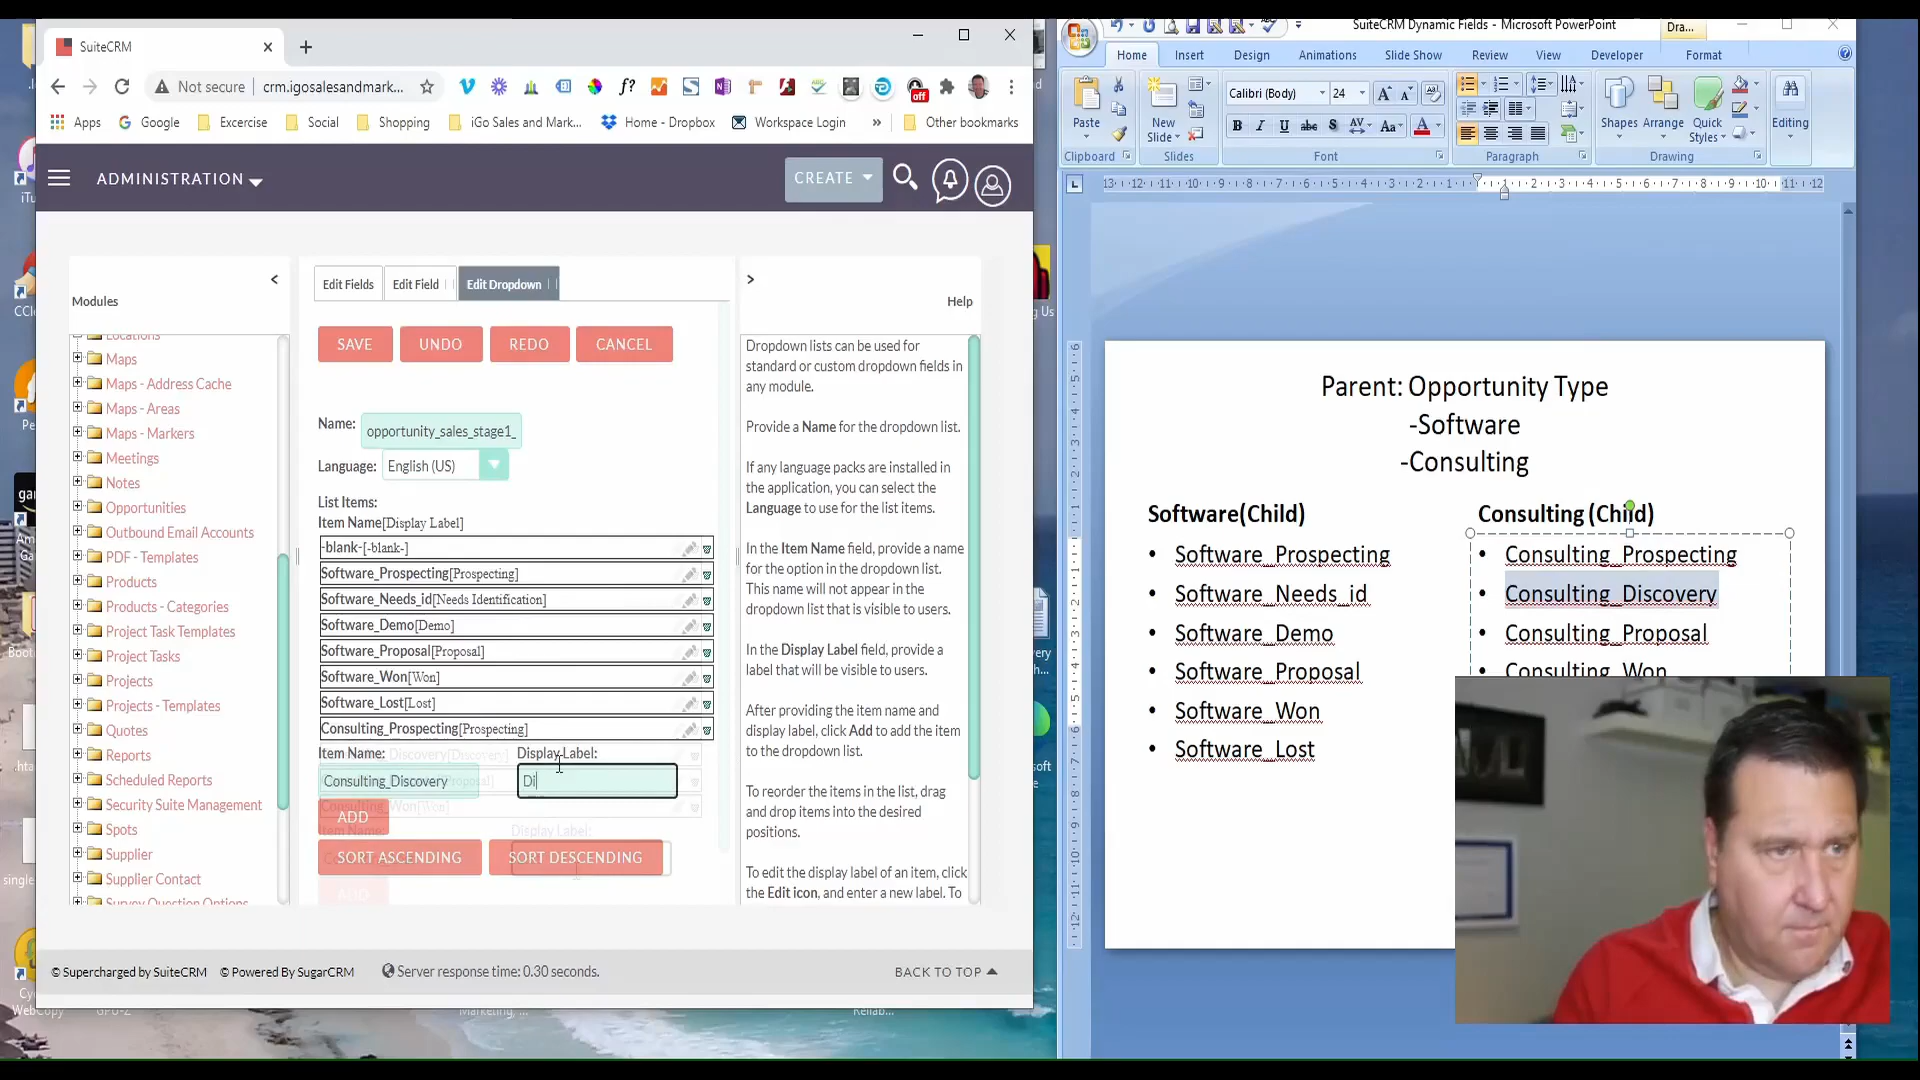 SuiteCRM
Not secure crm.igosalesandmark...
off
Apps Google Excercise Social Shopping iGo Sales and Mark... Home - Dropbox Workspace Login » Other bookmarks
ADMINISTRATION
CREATE
Modules
Maps
Maps - Address Cache
Maps - Areas
Maps - Markers
Meetings
Notes
Opportunities
Outbound Email Accounts
PDF - Templates
Products
Products - Categories
Project Task Templates
Project Tasks
Projects
Projects - Templates
Quotes
Reports
Scheduled Reports
Security Suite Management
Spots
Supplier
Supplier Contact
Survey Question Options
Edit Fields Edit Field Edit Dropdown
SAVE UNDO REDO CANCEL
Name: opportunity_sales_stage1_
Language: English (US)
List Items:
Item Name[Display Label]
-blank-[-blank-]
Software_Prospecting[Prospecting]
Software_Needs_id[Needs Identification]
Software_Demo[Demo]
Software_Proposal[Proposal]
Software_Won[Won]
Software_Lost[Lost]
Consulting_Prospecting[Prospecting]
Item Name: Display Label:
Consulting_Discovery Di
ADD
SORT ASCENDING SORT DESCENDING
Help
Dropdown lists can be used for
standard or custom dropdown fields in
any module.
Provide a Name for the dropdown list.
If any language packs are installed in
the application, you can select the
Language to use for the list items.
In the Item Name field, provide a name
for the option in the dropdown list.
This name will not appear in the
dropdown list that is visible to users.
In the Display Label field, provide a
label that will be visible to users.
After providing the item name and
display label, click Add to add the item
to the dropdown list.
To reorder the items in the list, drag
and drop items into the desired
positions.
To edit the display label of an item, click
the Edit icon, and enter a new label. To
© Supercharged by SuiteCRM © Powered By SugarCRM Server response time: 0.30 seconds. BACK TO TOP
SuiteCRM Dynamic Fields - Microsoft PowerPoint Dra...
Home Insert Design Animations Slide Show Review View Developer Format
Calibri (Body) 24
Paste New Slide Shapes Arrange Quick Styles Editing
Clipboard Slides Font Paragraph Drawing
Parent: Opportunity Type
-Software
-Consulting
Software(Child)
• Software_Prospecting
• Software_Needs_id
• Software_Demo
• Software_Proposal
• Software_Won
• Software_Lost
Consulting (Child)
• Consulting_Prospecting
• Consulting_Discovery
• Consulting_Proposal
• Consulting_Won